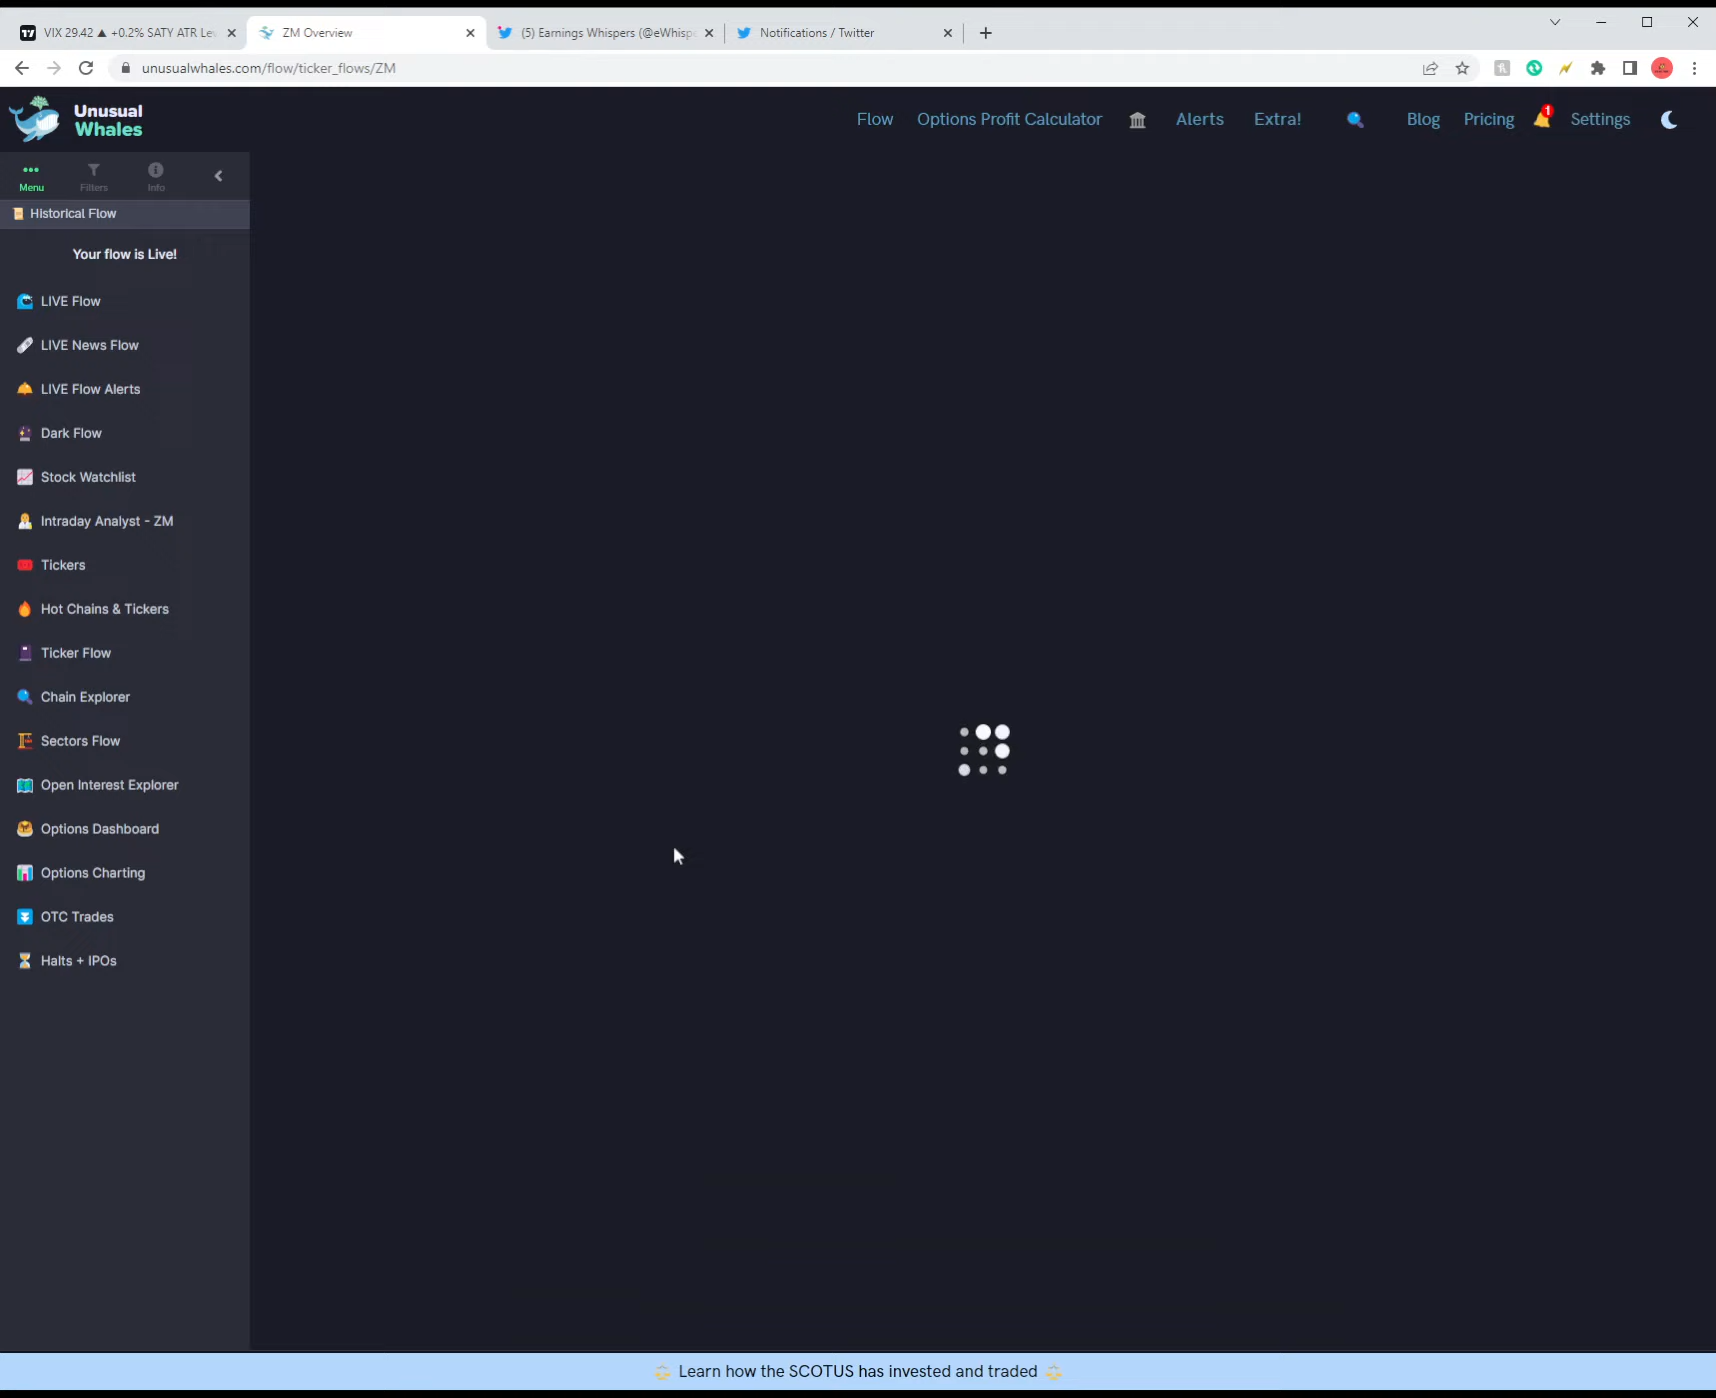 VIX 29.42 ▲ +0.2% SATY ATR Lev
ZM Overview
(5) Earnings Whispers (@eWhispe
Notifications / Twitter
unusualwhales.com/flow/ticker_flows/ZM
Unusual
Whales
Flow
Options Profit Calculator
Alerts
Extra!
Blog
Pricing
1
Settings
Menu
Filters
Info
Historical Flow
Your flow is Live!
LIVE Flow
LIVE News Flow
LIVE Flow Alerts
Dark Flow
Stock Watchlist
Intraday Analyst - ZM
Tickers
Hot Chains & Tickers
Ticker Flow
Chain Explorer
Sectors Flow
Open Interest Explorer
Options Dashboard
Options Charting
OTC Trades
Halts + IPOs
Learn how the SCOTUS has invested and traded